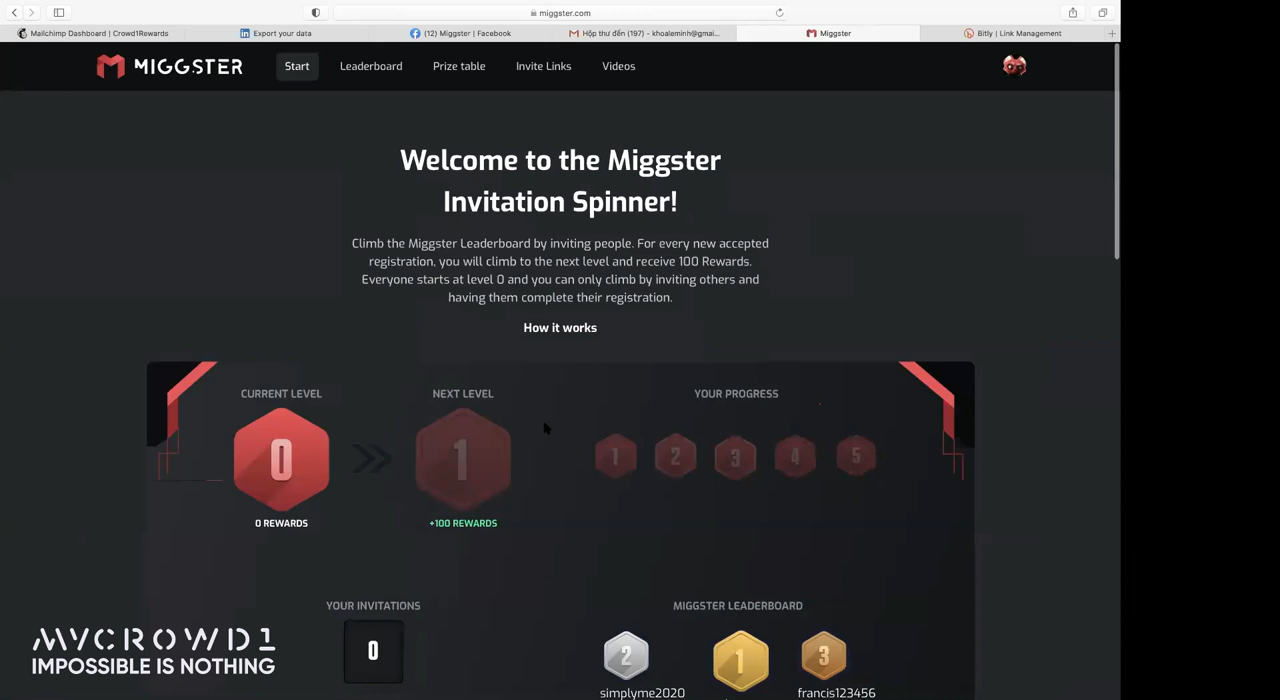 miggster.com
Mailchimp Dashboard | Crowd1Rewards
Export your data
(12) Miggster | Facebook
Hộp thư đến (197) - khoaleminh@gmai...
Miggster
Bitly | Link Management
MIGGSTER
Start
Leaderboard
Prize table
Invite Links
Videos
Welcome to the Miggster
Invitation Spinner!
Climb the Miggster Leaderboard by inviting people. For every new accepted
registration, you will climb to the next level and receive 100 Rewards.
Everyone starts at level 0 and you can only climb by inviting others and
having them complete their registration.
How it works
CURRENT LEVEL
NEXT LEVEL
YOUR PROGRESS
0
1
1 2 3 4 5
0 REWARDS
+100 REWARDS
YOUR INVITATIONS
MIGGSTER LEADERBOARD
0
2
1
3
simplyme2020
francis123456
MYCROWD1
IMPOSSIBLE IS NOTHING